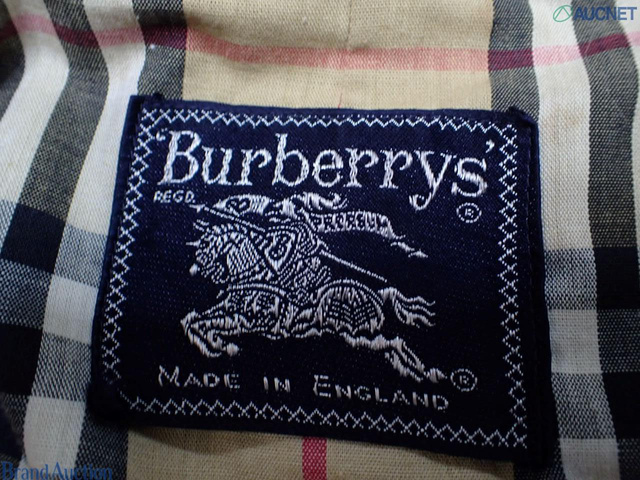 AUCNET
'Burberrys'
REGD.
®
PRORSUM
®
MADE IN ENGLAND
Brand Auction